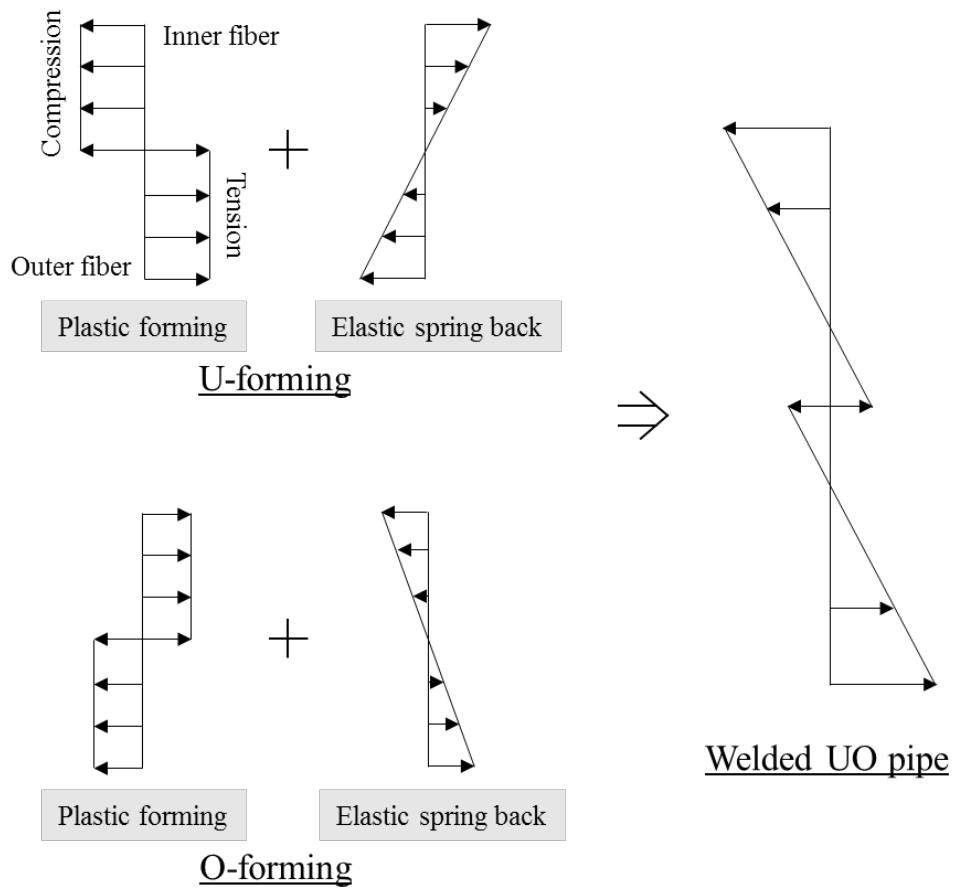 Compression
Inner fiber
Tension
Outer fiber
Plastic forming
Elastic spring back
U-forming
Plastic forming
Elastic spring back
O-forming
Welded UO pipe